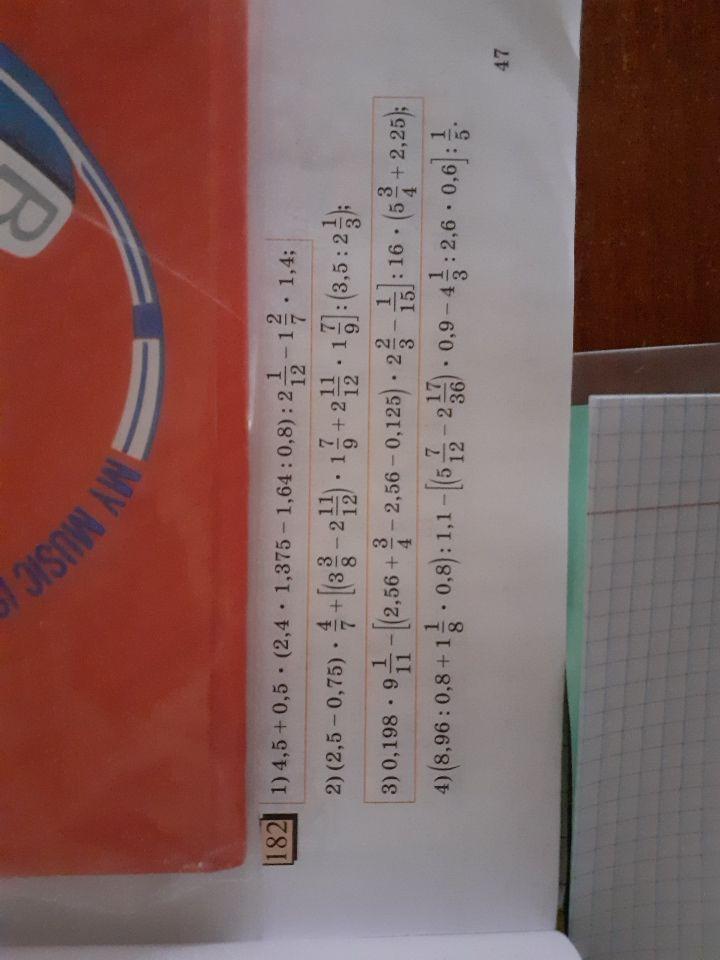 MY MUSIC
B
182
1) 4,5 + 0,5 · (2,4 · 1,375 − 1,64 : 0,8) : 2 1/12 − 1 2/7 · 1,4;
2) (2,5 − 0,75) · 4/7 + [(3 3/8 − 2 11/12) · 1 7/9 + 2 11/12 · 1 7/9] : (3,5 : 2 1/3);
3) 0,198 · 9 1/11 − [(2,56 + 3/4 − 2,56 − 0,125) · 2 2/3 − 1/15] : 16 · (5 3/4 + 2,25);
4) (8,96 : 0,8 + 1 1/8 · 0,8) : 1,1 − [(5 7/12 − 2 17/36) · 0,9 − 4 1/3 : 2,6 · 0,6] : 1/5.
47